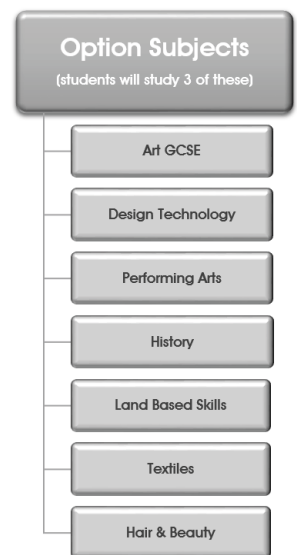 Option Subjects
(students will study 3 of these)
Art GCSE
Design Technology
Performing Arts
History
Land Based Skills
Textiles
Hair & Beauty